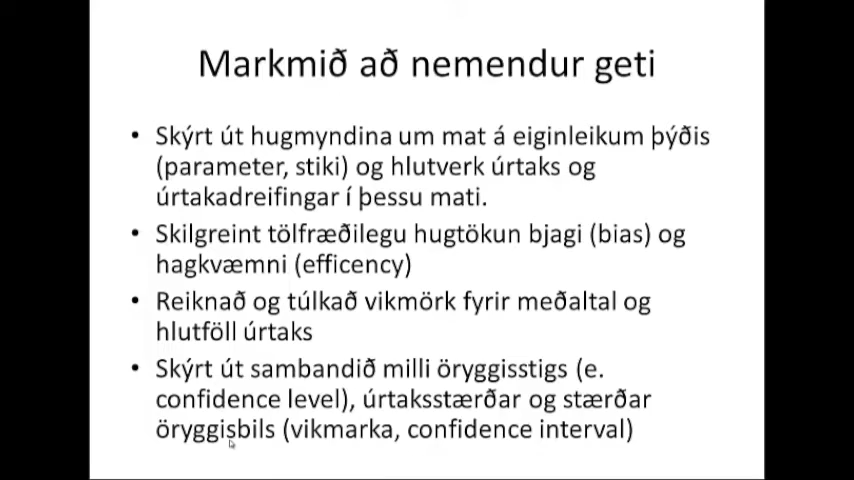 Markmið að nemendur geti
• Skýrt út hugmyndina um mat á eiginleikum þýðis
(parameter, stiki) og hlutverk úrtaks og
úrtakadreifingar í þessu mati.
• Skilgreint tölfræðilegu hugtökun bjagi (bias) og
hagkvæmni (efficency)
• Reiknað og túlkað vikmörk fyrir meðaltal og
hlutföll úrtaks
• Skýrt út sambandið milli öryggisstigs (e.
confidence level), úrtaksstærðar og stærðar
öryggisbils (vikmarka, confidence interval)